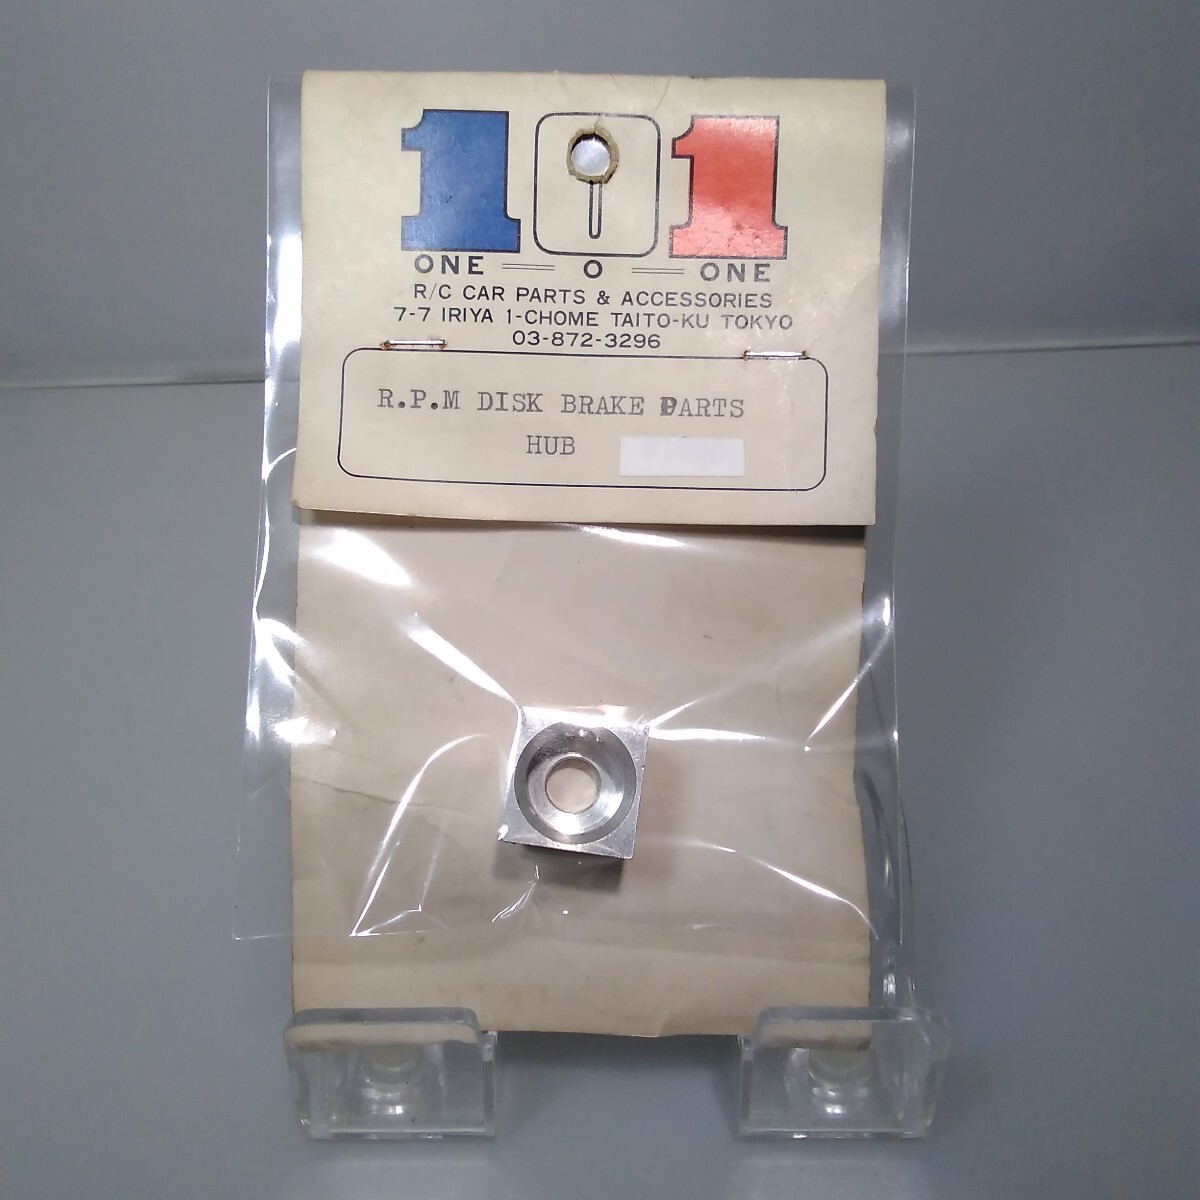 1 0 1
ONE — O — ONE
R/C CAR PARTS & ACCESSORIES
7-7 IRIYA 1-CHOME TAITO-KU TOKYO
03-872-3296
R.P.M DISK BRAKE PARTS
HUB